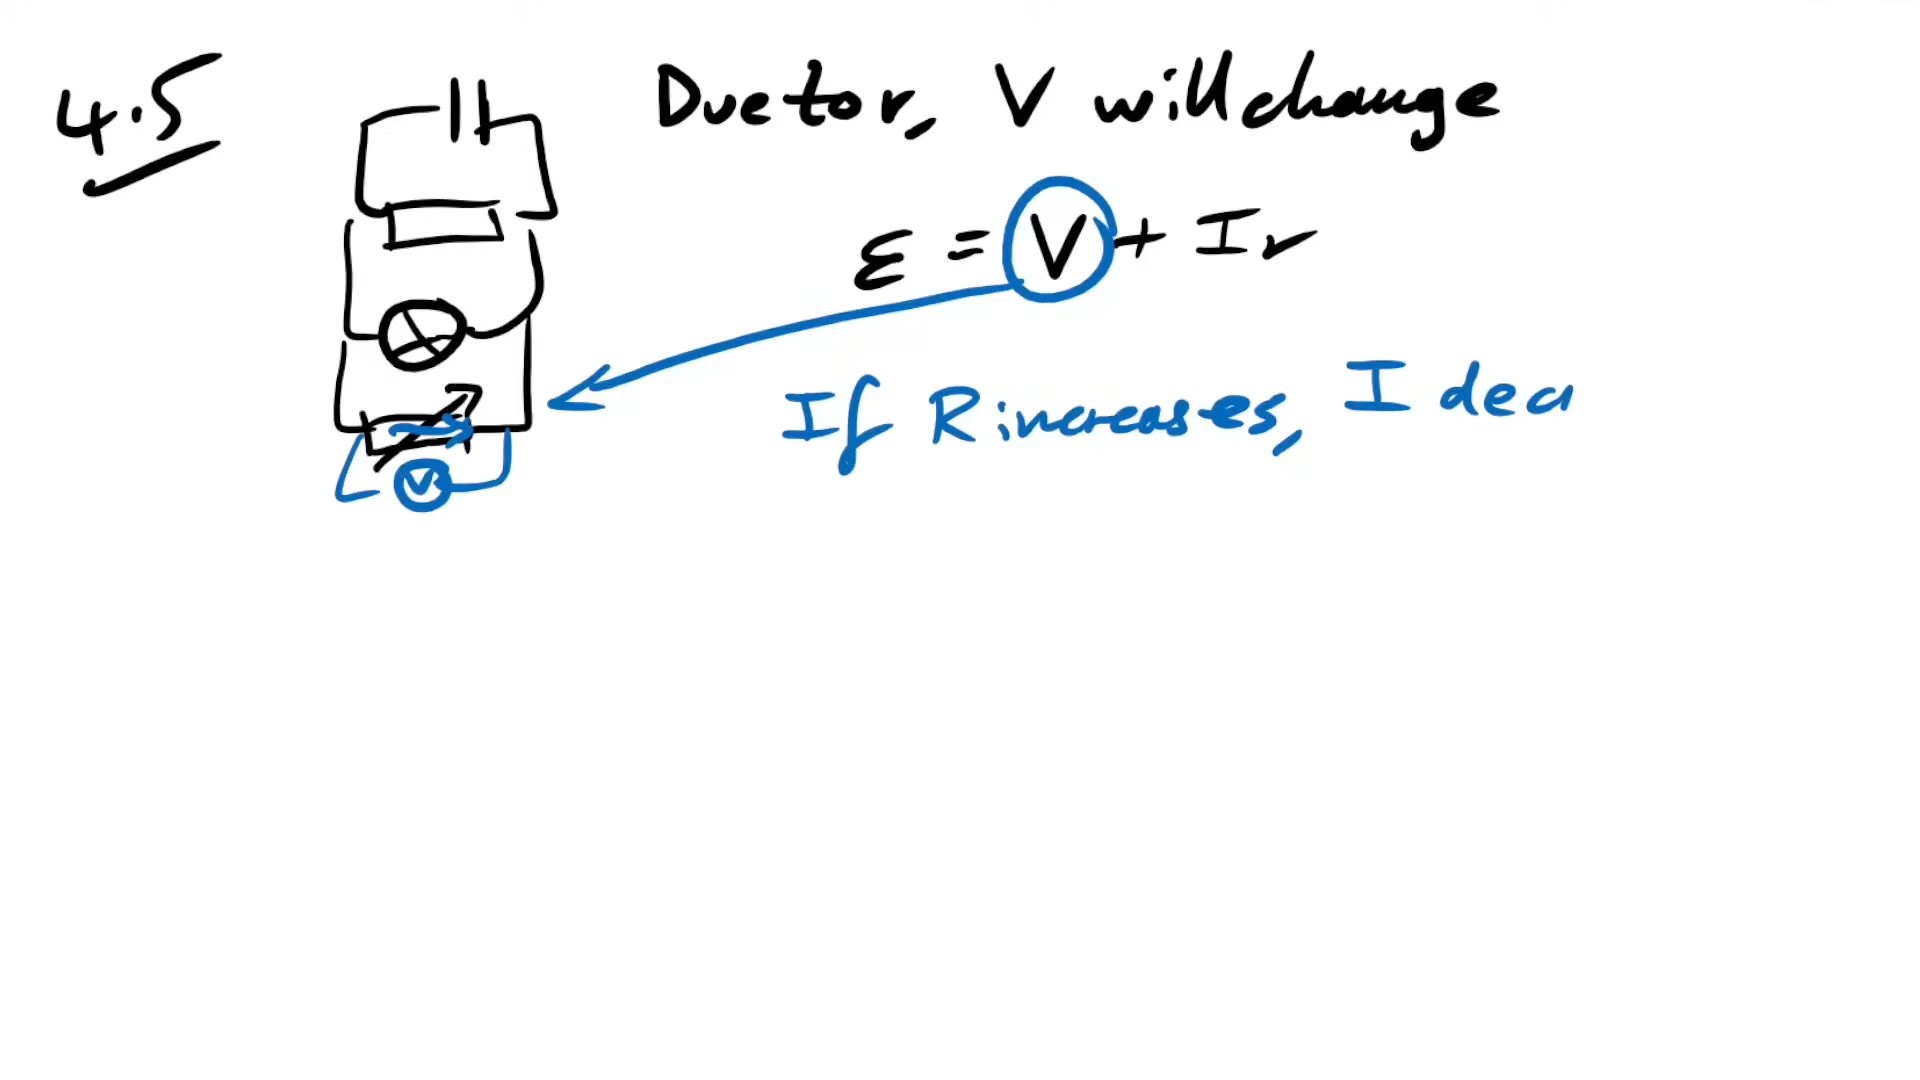 4.5
Due to r, V will change
ε = V + Ir
If R increases, I dec
V